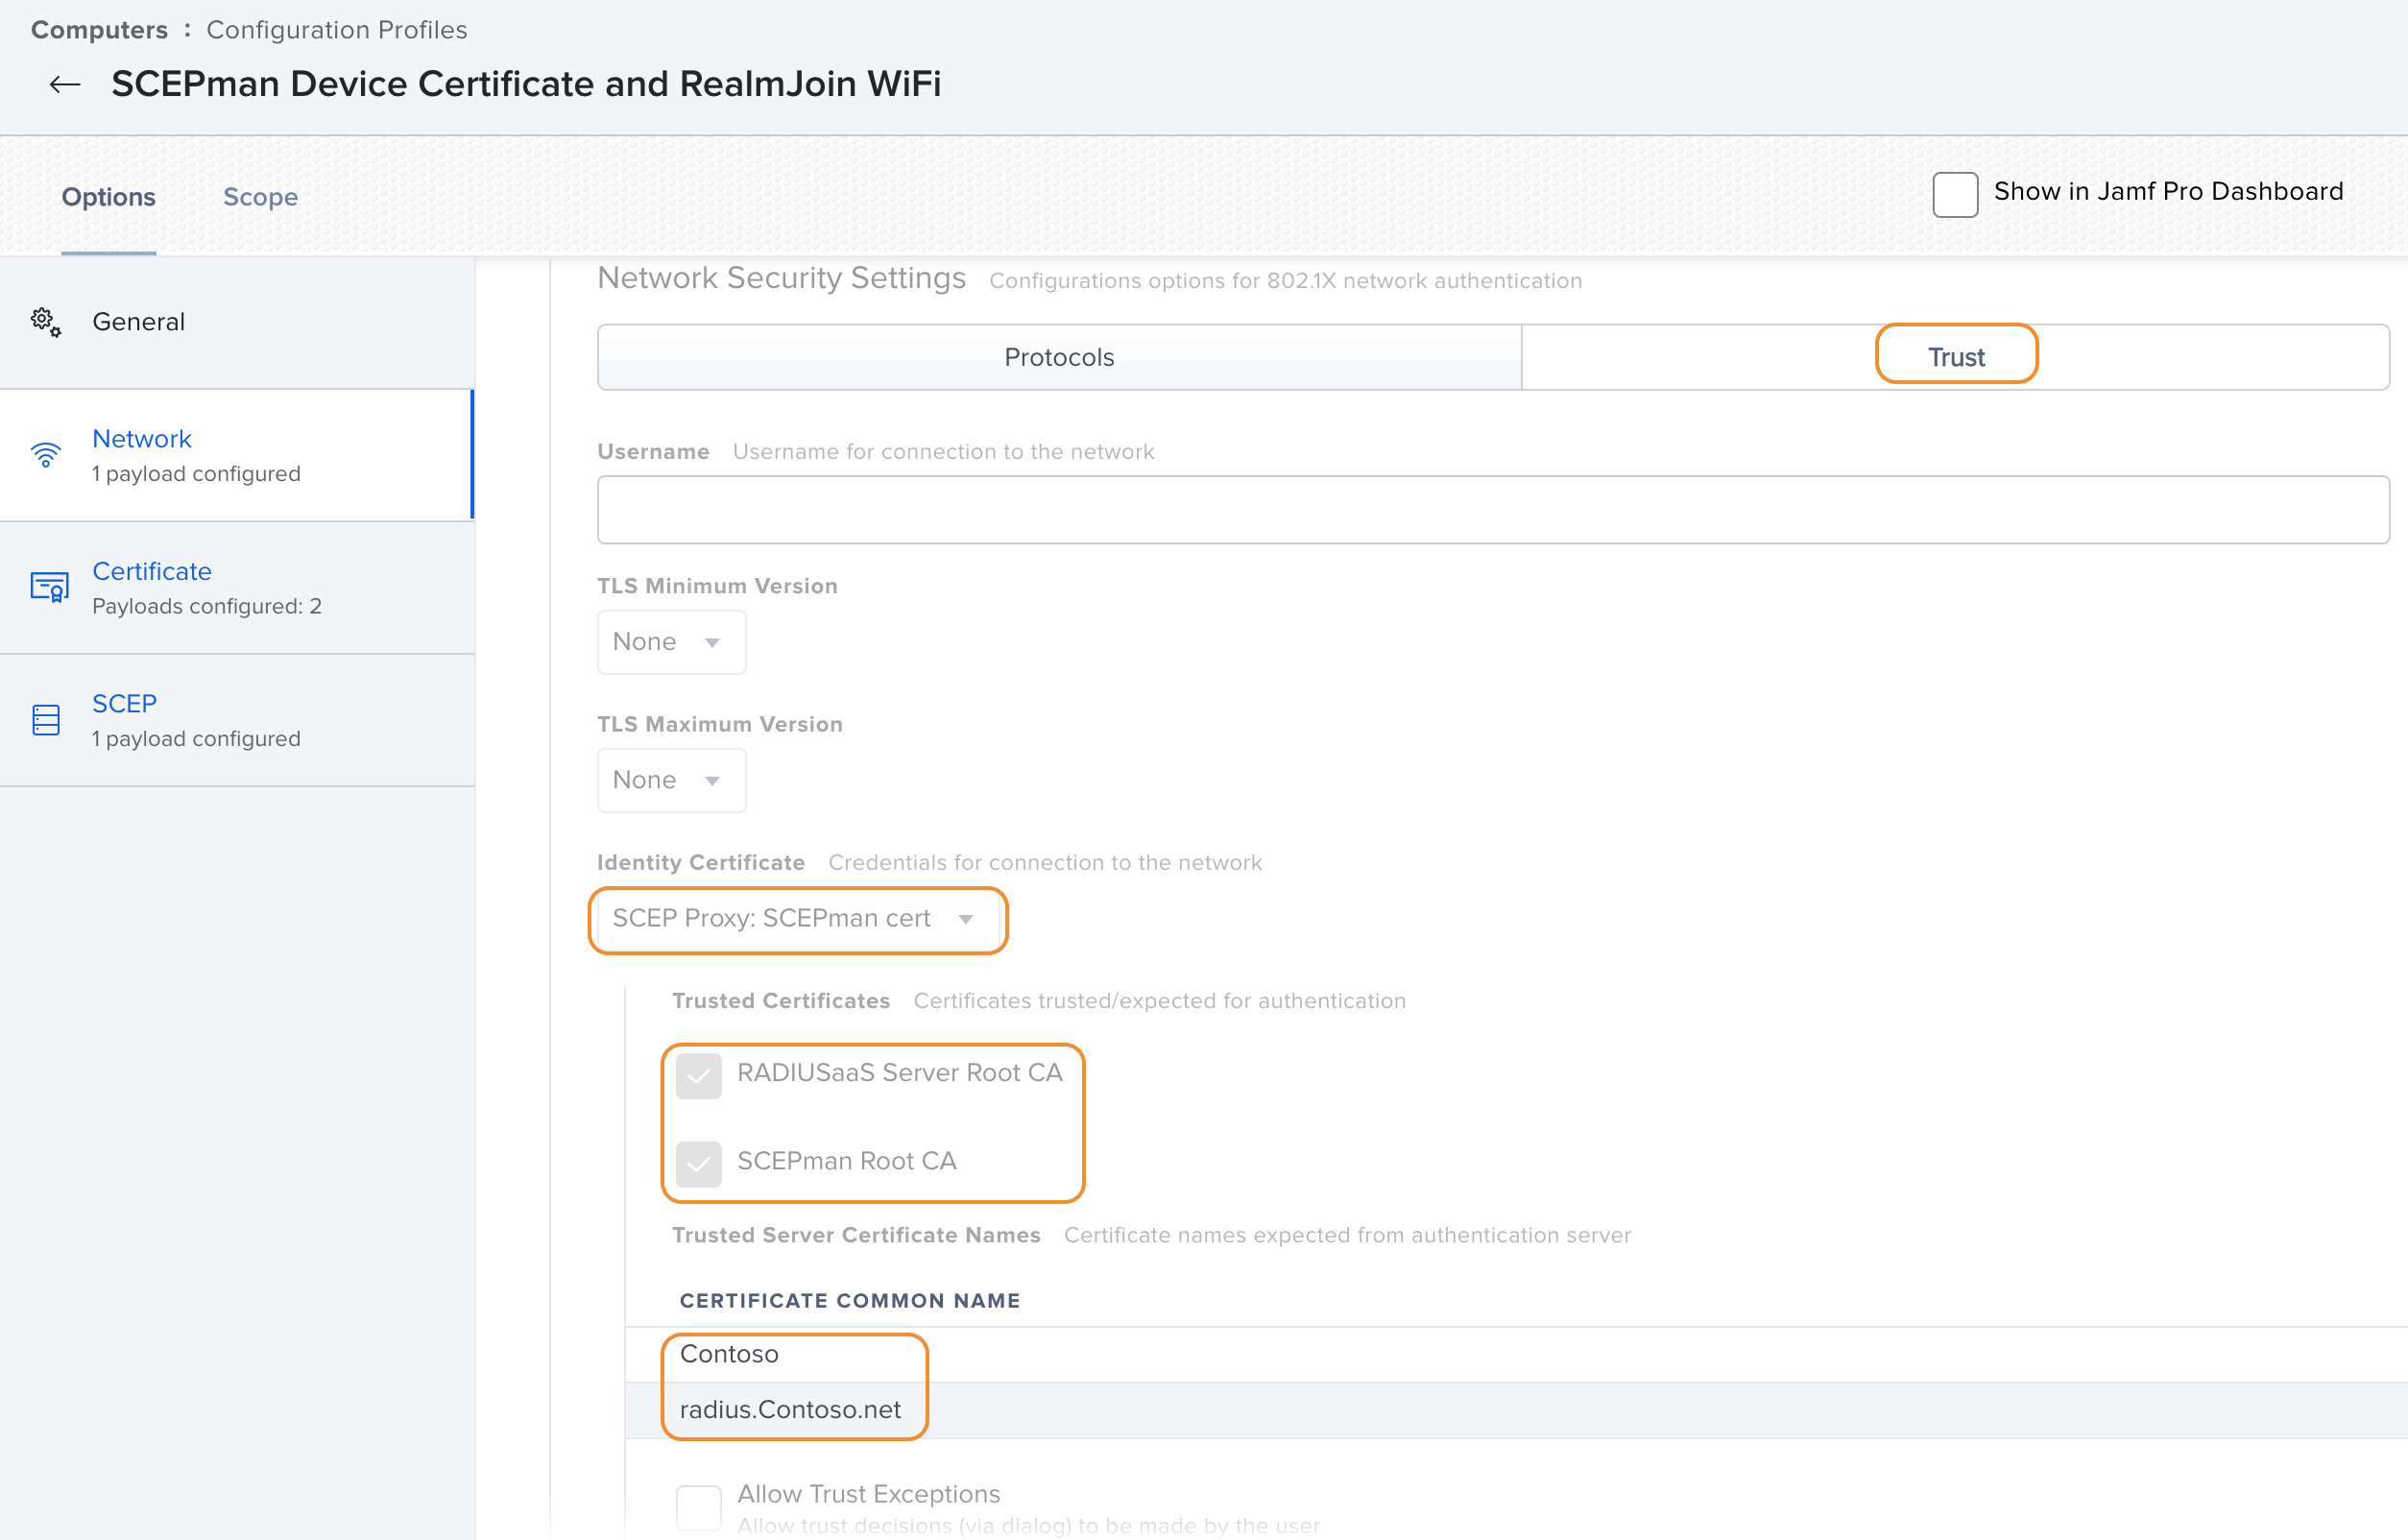 Computers : Configuration Profiles
← SCEPman Device Certificate and RealmJoin WiFi
Options Scope
Show in Jamf Pro Dashboard
General
Network
1 payload configured
Certificate
Payloads configured: 2
SCEP
1 payload configured
Network Security Settings Configurations options for 802.1X network authentication
Protocols Trust
Username Username for connection to the network
TLS Minimum Version
None
TLS Maximum Version
None
Identity Certificate Credentials for connection to the network
SCEP Proxy: SCEPman cert
Trusted Certificates Certificates trusted/expected for authentication
RADIUSaaS Server Root CA
SCEPman Root CA
Trusted Server Certificate Names Certificate names expected from authentication server
CERTIFICATE COMMON NAME
Contoso
radius.Contoso.net
Allow Trust Exceptions
Allow trust decisions (via dialog) to be made by the user